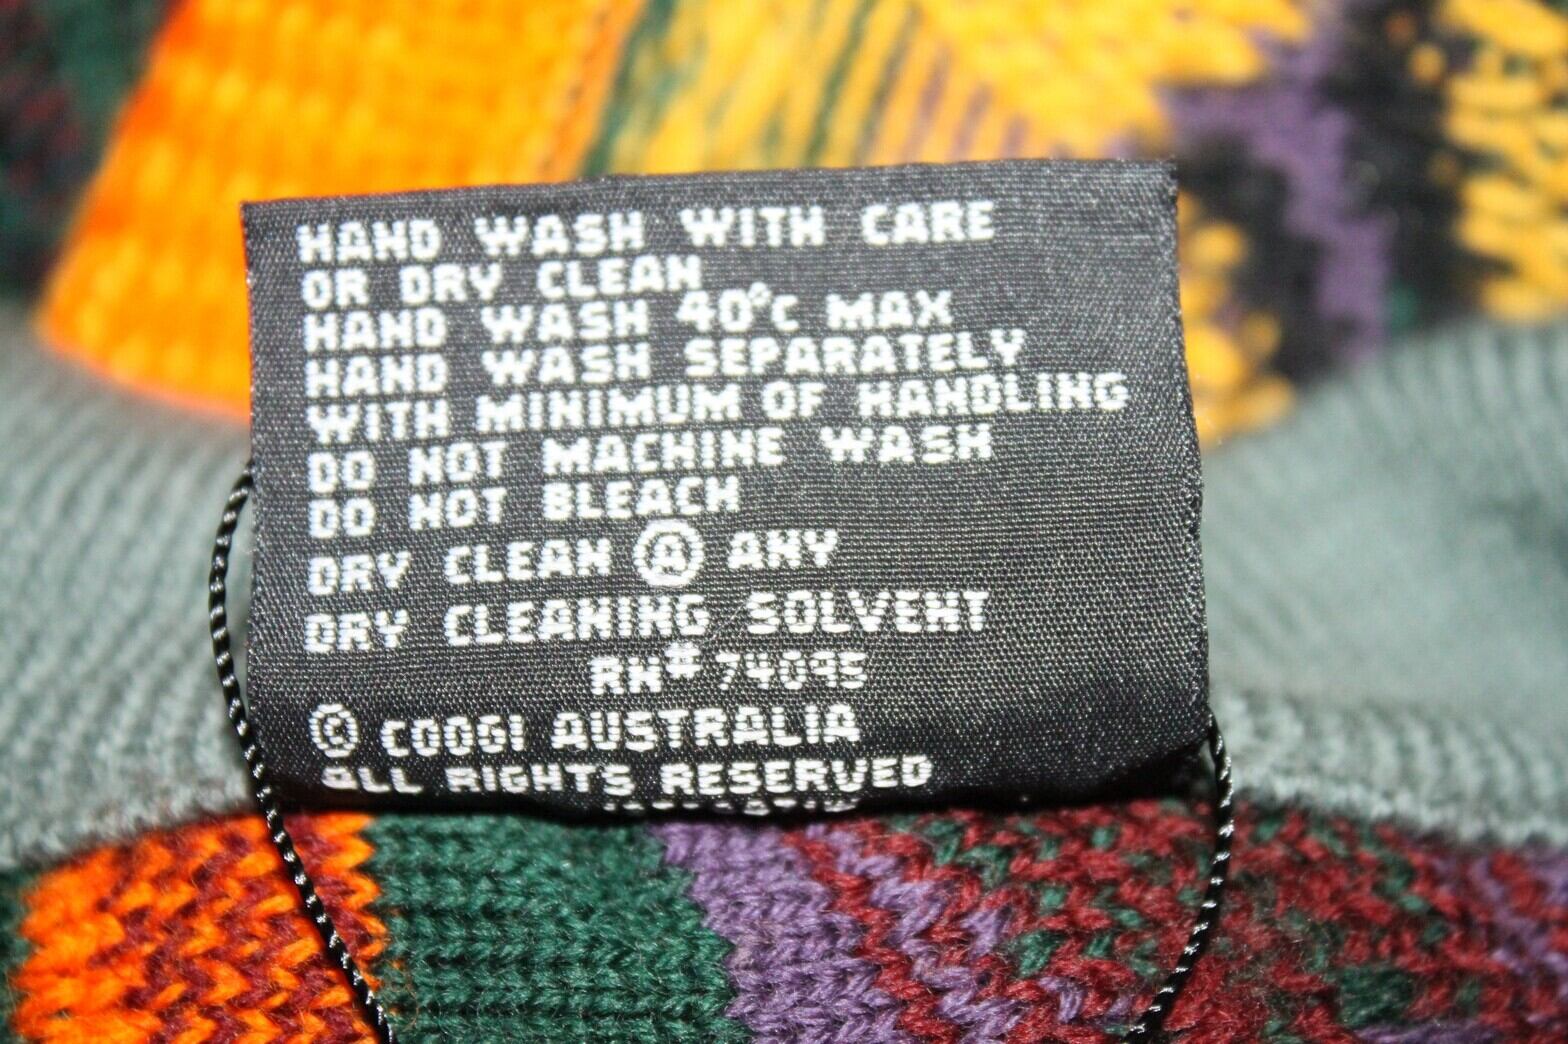 HAND WASH WITH CARE
OR DRY CLEAN
HAND WASH 40°C MAX
HAND WASH SEPARATELY
WITH MINIMUM OF HANDLING
DO NOT MACHINE WASH
DO NOT BLEACH
DRY CLEAN Ⓐ ANY
DRY CLEANING SOLVENT
RN# 74095
© COOGI AUSTRALIA
ALL RIGHTS RESERVED